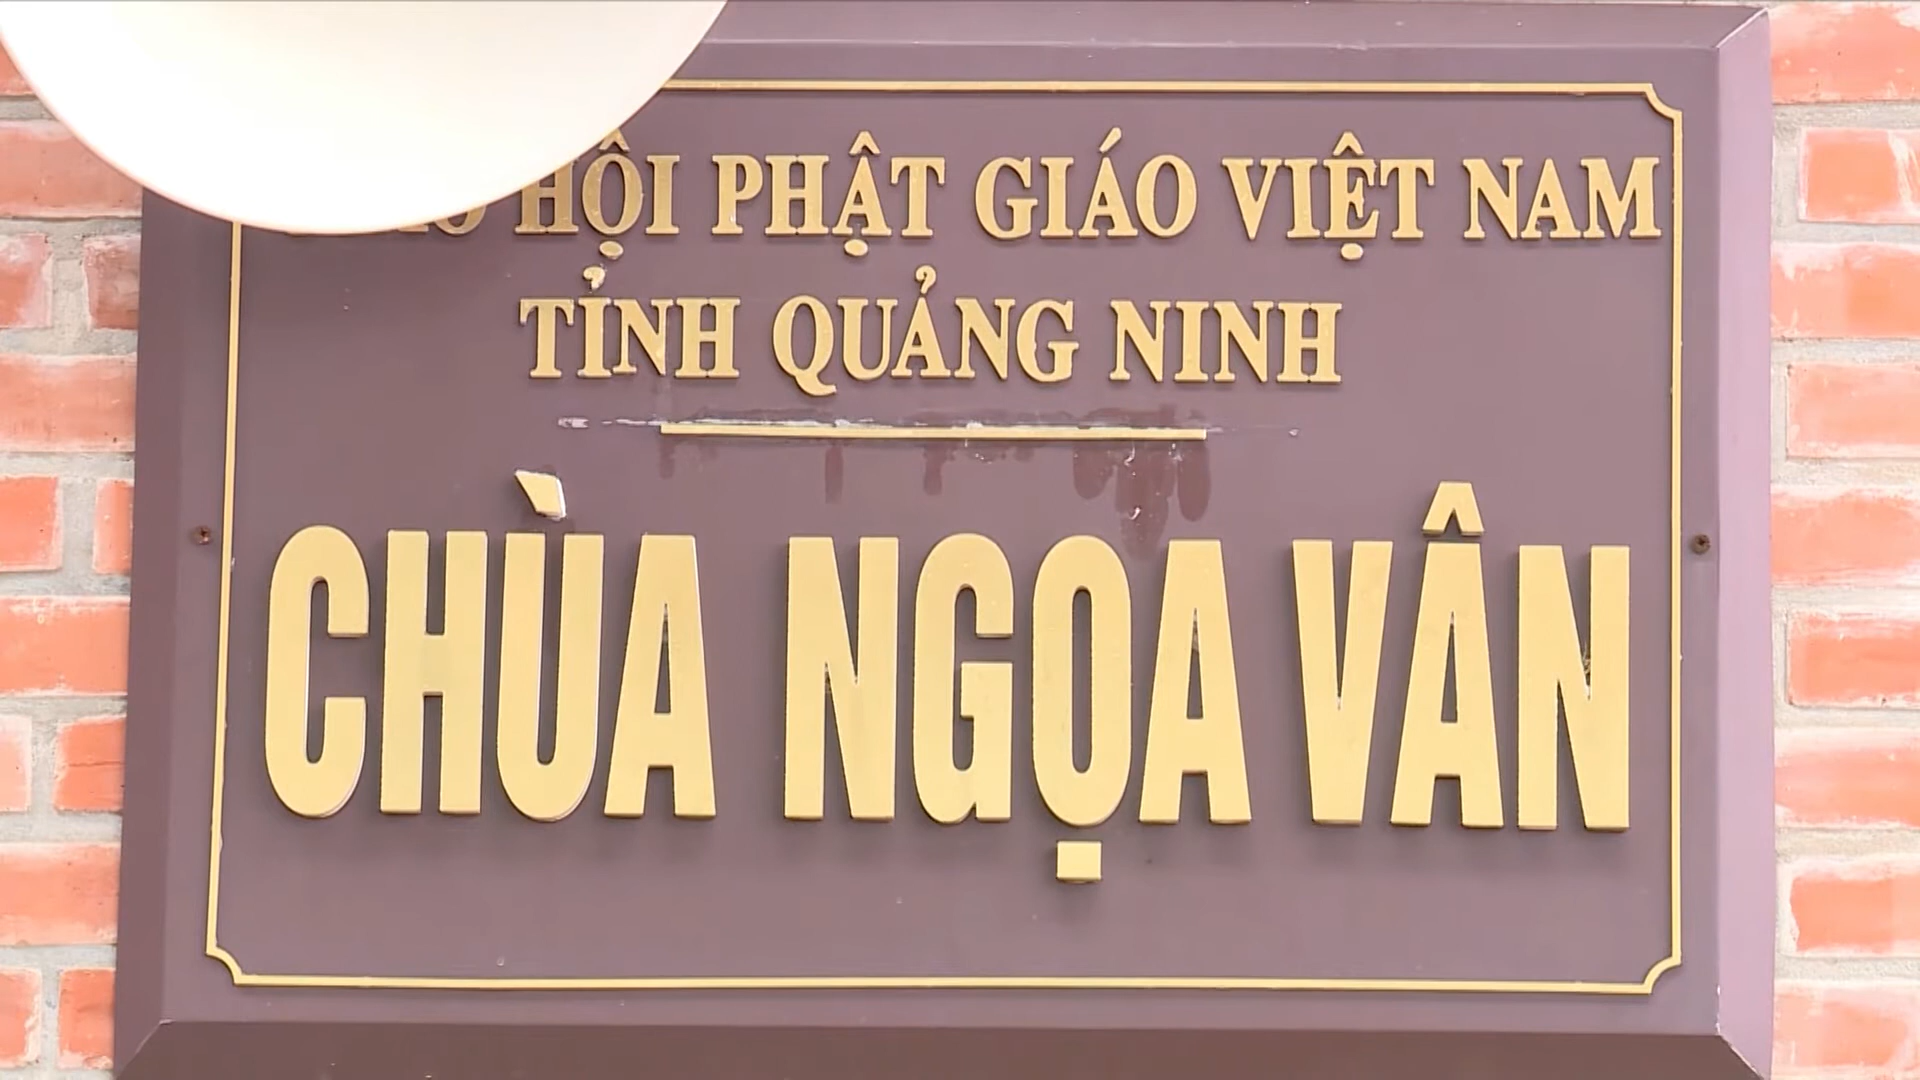 HỘI PHẬT GIÁO VIỆT NAM
TỈNH QUẢNG NINH
CHÙA NGỌA VÂN